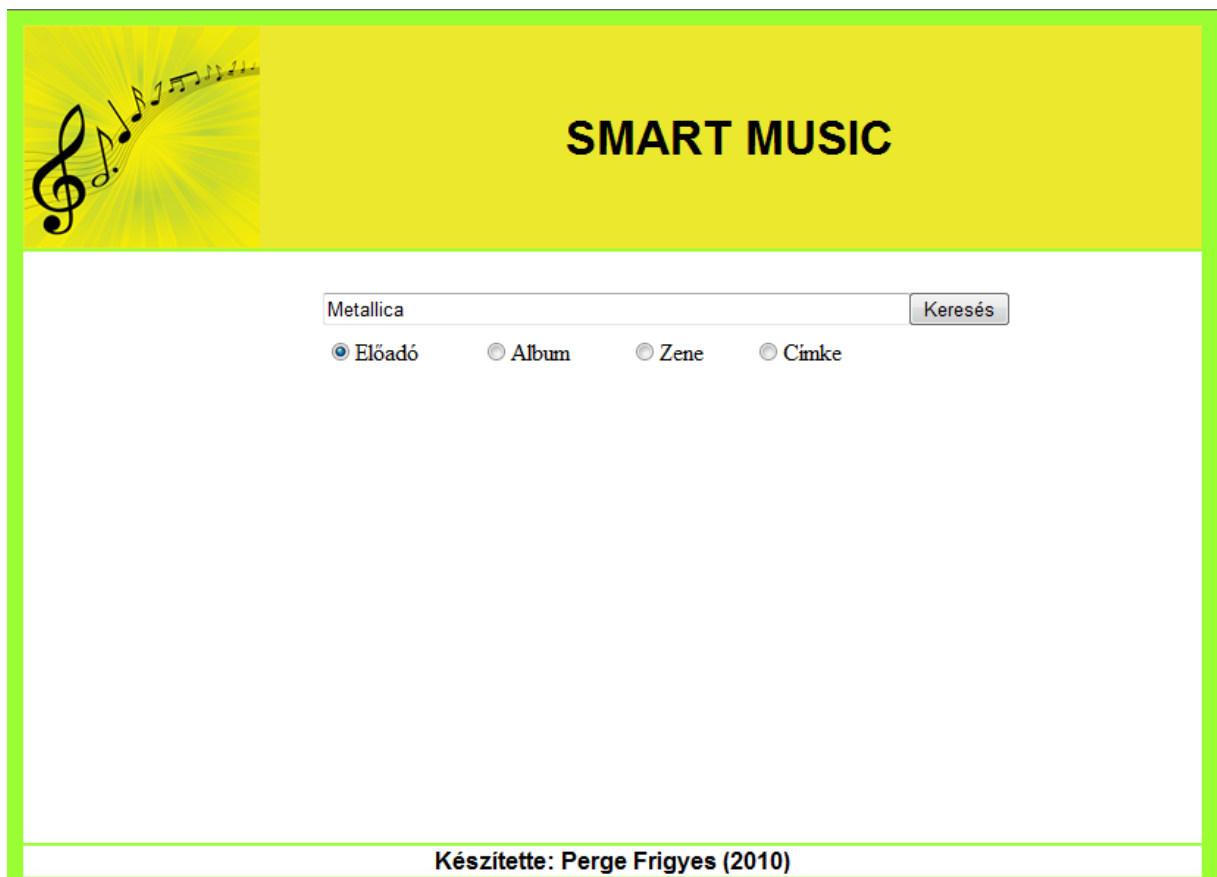 SMART MUSIC
Metallica Keresés
Előadó Album Zene Címke
Készítette: Perge Frigyes (2010)